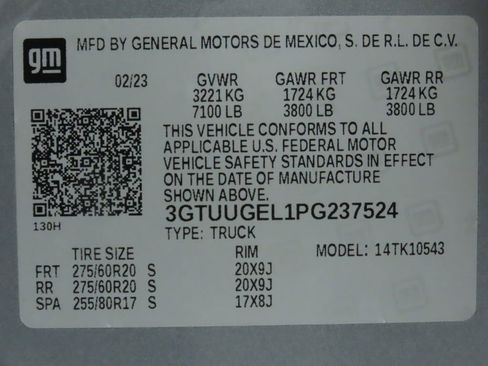 gm
MFD BY GENERAL MOTORS DE MEXICO, S. DE R.L. DE C.V.
02/23 GVWR GAWR FRT GAWR RR
3221 KG 1724 KG 1724 KG
7100 LB 3800 LB 3800 LB
THIS VEHICLE CONFORMS TO ALL
APPLICABLE U.S. FEDERAL MOTOR
VEHICLE SAFETY STANDARDS IN EFFECT
ON THE DATE OF MANUFACTURE
SHOWN ABOVE.
3GTUUGEL1PG237524
130H
TYPE: TRUCK
TIRE SIZE RIM MODEL: 14TK10543
FRT 275/60R20 S 20X9J
RR 275/60R20 S 20X9J
SPA 255/80R17 S 17X8J